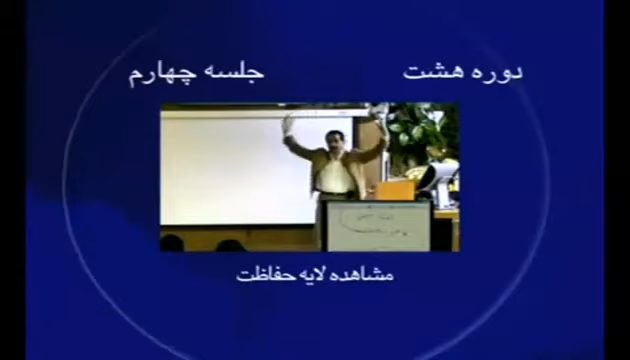 دوره هشت
جلسه چهارم
مشاهده لایه حفاظت